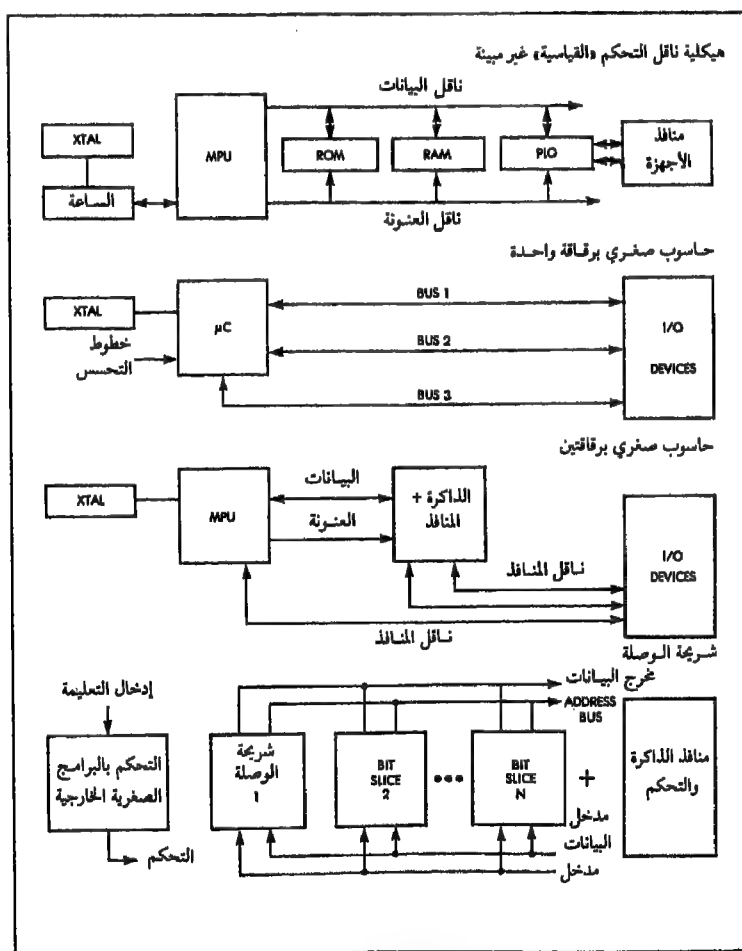 هيكلية ناقل التحكم «القياسية» غير مبينة
ناقل البيانات
XTAL
MPU
ROM
RAM
PIO
منافذ
الأجهزة
الساعة
ناقل العنونة
حاسوب صغري برقاقة واحدة
XTAL
μC
BUS 1
BUS 2
BUS 3
I/O
DEVICES
خطوط
التحسس
حاسوب صغري برقاقتين
XTAL
MPU
البيانات
العنونة
الذاكرة +
المنافذ
I/O
DEVICES
ناقل المنافذ
ناقل المنافذ
شريحة الوصلة
مخرج البيانات
ADDRESS
BUS
إدخال التعليمة
التحكم بالبرامج
الصغرية الخارجية
التحكم
شريحة
الوصلة
1
BIT
SLICE
2
•••
BIT
SLICE
N
+
منافذ الذاكرة
والتحكم
مدخل
البيانات
مدخل